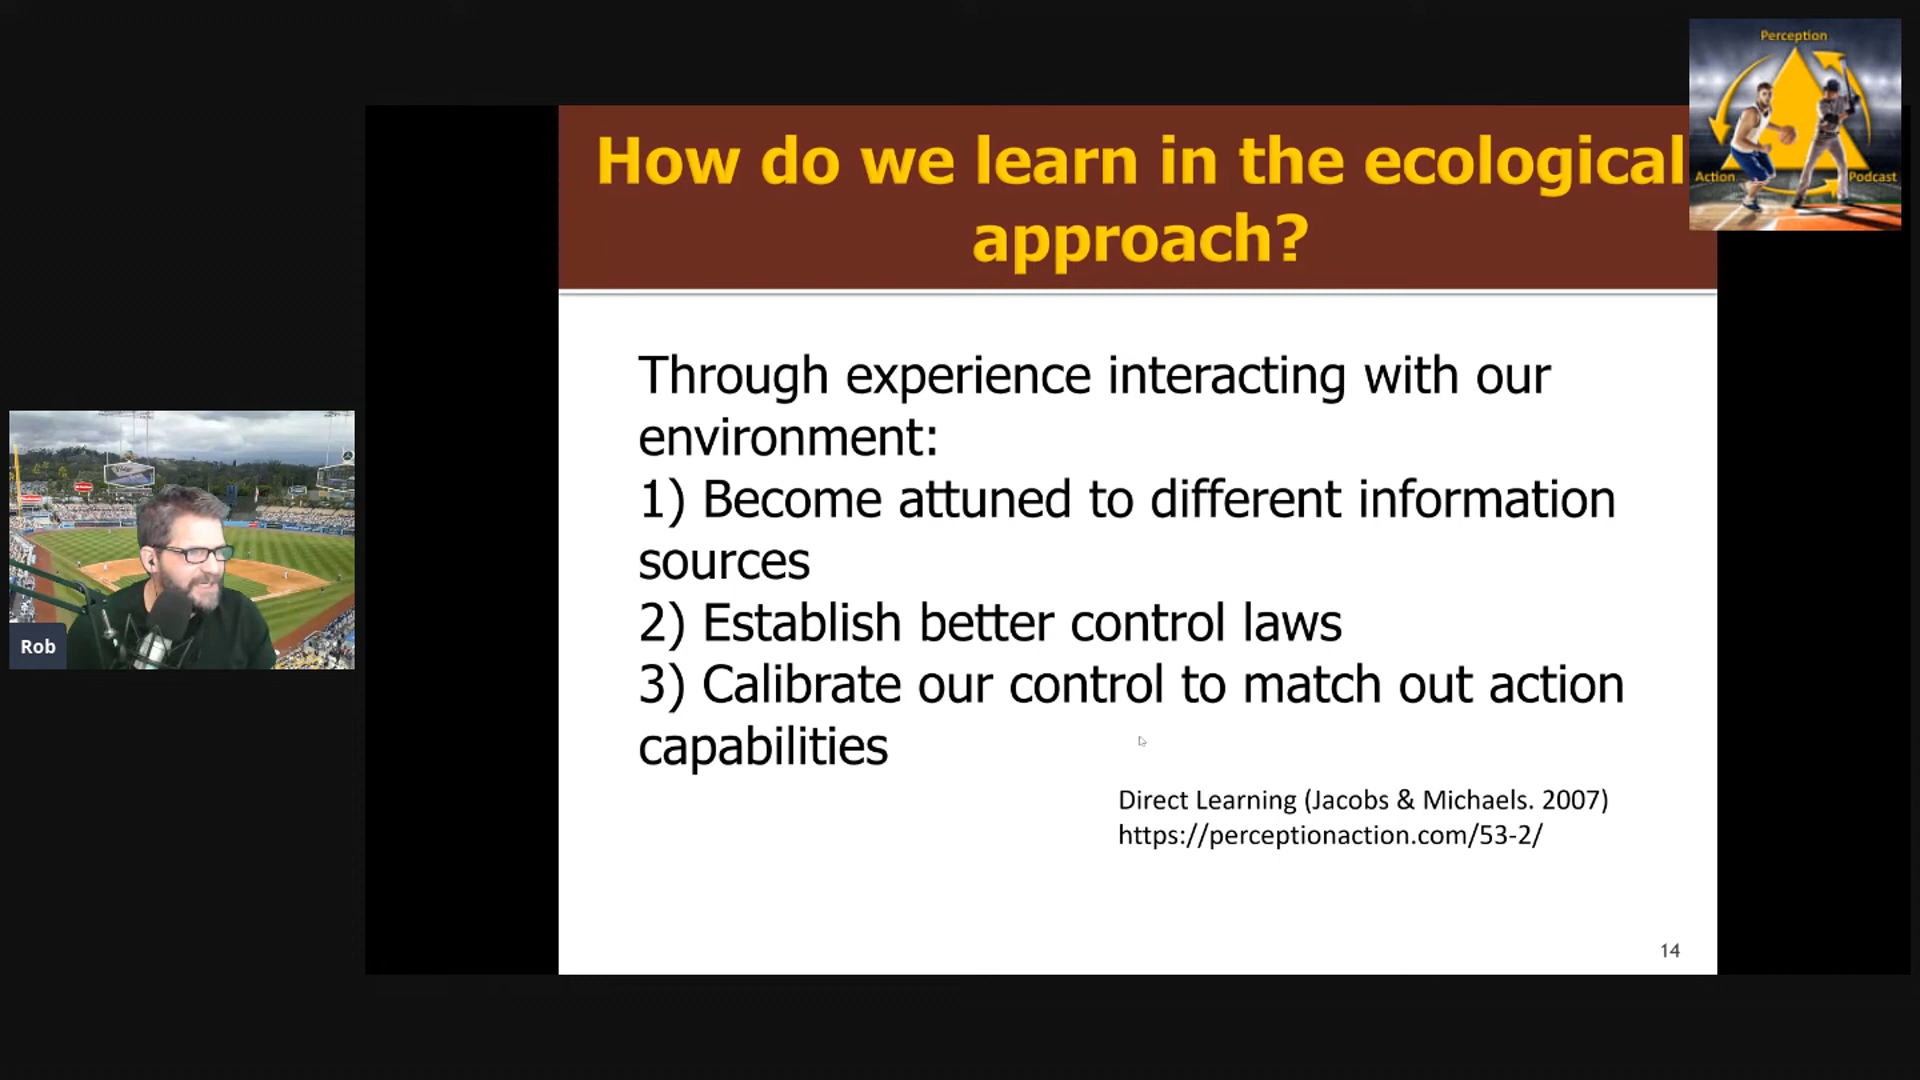 Perception
Action
Podcast
How do we learn in the ecological
approach?
Through experience interacting with our
environment:
1) Become attuned to different information
sources
2) Establish better control laws
3) Calibrate our control to match out action
capabilities
Direct Learning (Jacobs & Michaels. 2007)
https://perceptionaction.com/53-2/
14
Rob